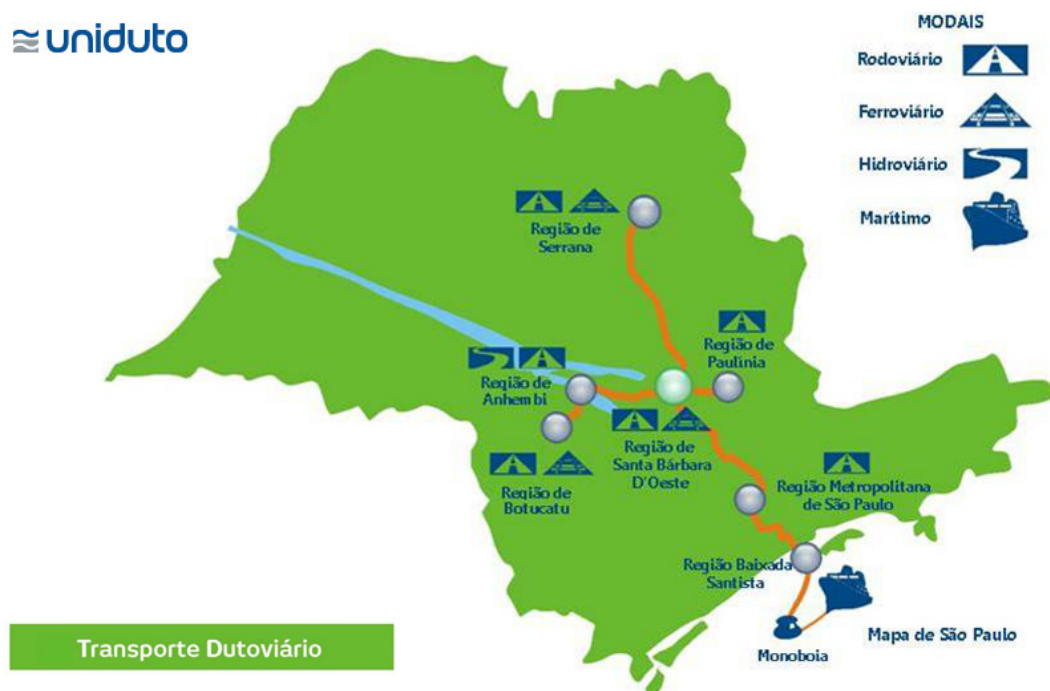 uniduto
MODAIS
Rodoviário
Ferroviário
Hidroviário
Marítimo
Região de
Serrana
Região de
Paulínia
Região de
Anhembi
Região de
Santa Bárbara
D'Oeste
Região de
Botucatu
Região Metropolitana
de São Paulo
Região Baixada
Santista
Monoboia
Mapa de São Paulo
Transporte Dutoviário